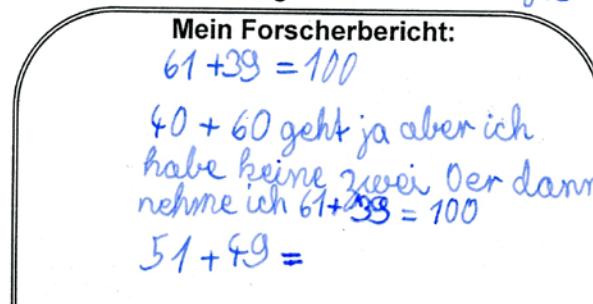 Mein Forscherbericht:
61 + 39 = 100
40 + 60 geht ja aber ich
habe keine zwei 0er dann
nehme ich 61 + 39 = 100
51 + 49 =